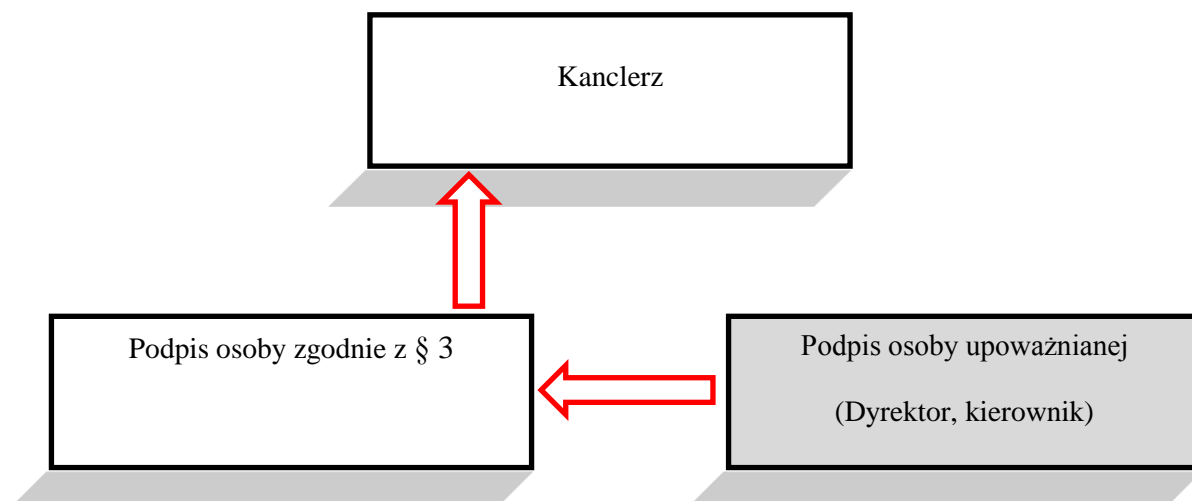 Kanclerz
Podpis osoby zgodnie z § 3
Podpis osoby upoważnianej
(Dyrektor, kierownik)